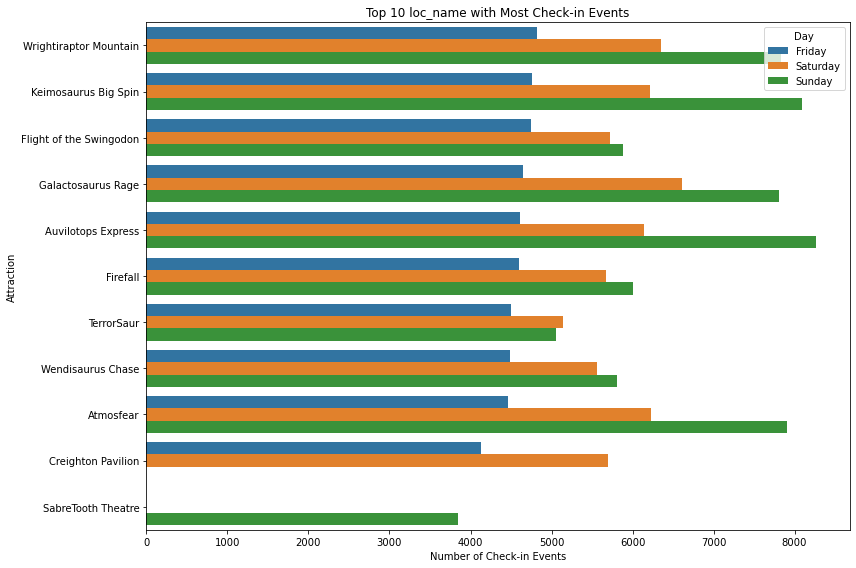 Top 10 loc_name with Most Check-in Events
Day
Friday
Saturday
Sunday
Attraction
Wrightiraptor Mountain
Keimosaurus Big Spin
Flight of the Swingodon
Galactosaurus Rage
Auvilotops Express
Firefall
TerrorSaur
Wendisaurus Chase
Atmosfear
Creighton Pavilion
SabreTooth Theatre
0 1000 2000 3000 4000 5000 6000 7000 8000
Number of Check-in Events